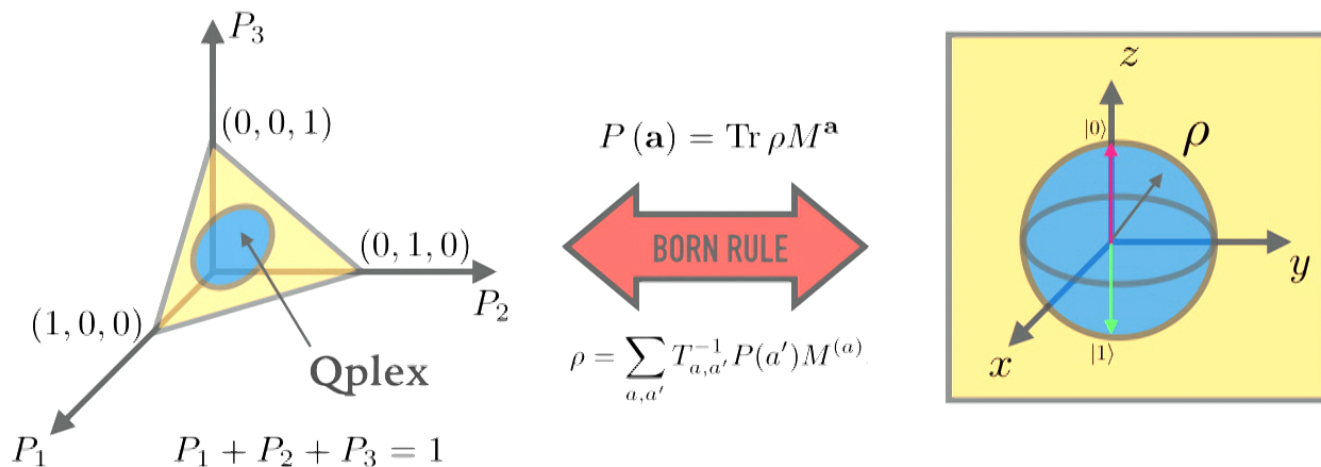 P_3
(0, 0, 1)
(0, 1, 0)
P_2
(1, 0, 0)
Qplex
P_1
P_1 + P_2 + P_3 = 1
P (𝐚) = Tr ρM^𝐚
BORN RULE
ρ = ∑_{a,a′} T^{-1}_{a,a′} P(a′)M^{(a)}
z
|0⟩
ρ
y
x
|1⟩